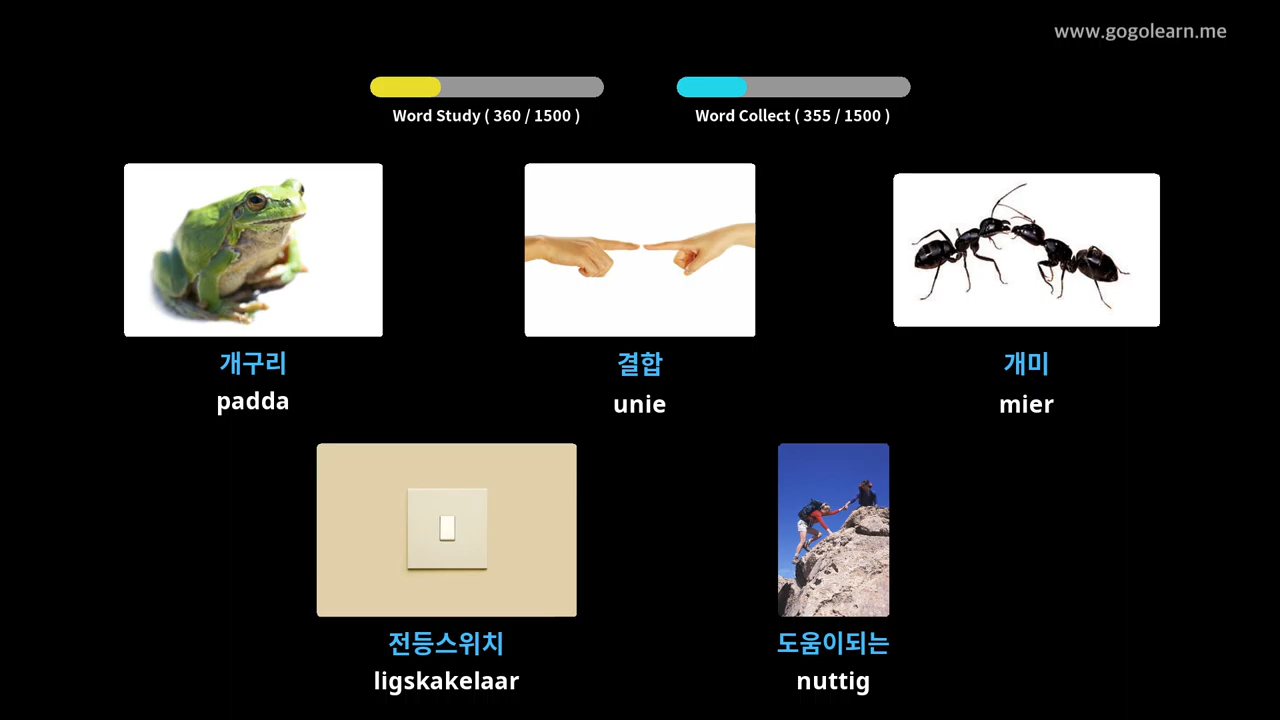 www.gogolearn.me
Word Study ( 360 / 1500 )
Word Collect ( 355 / 1500 )
개구리
padda
결합
unie
개미
mier
전등스위치
ligskakelaar
도움이되는
nuttig